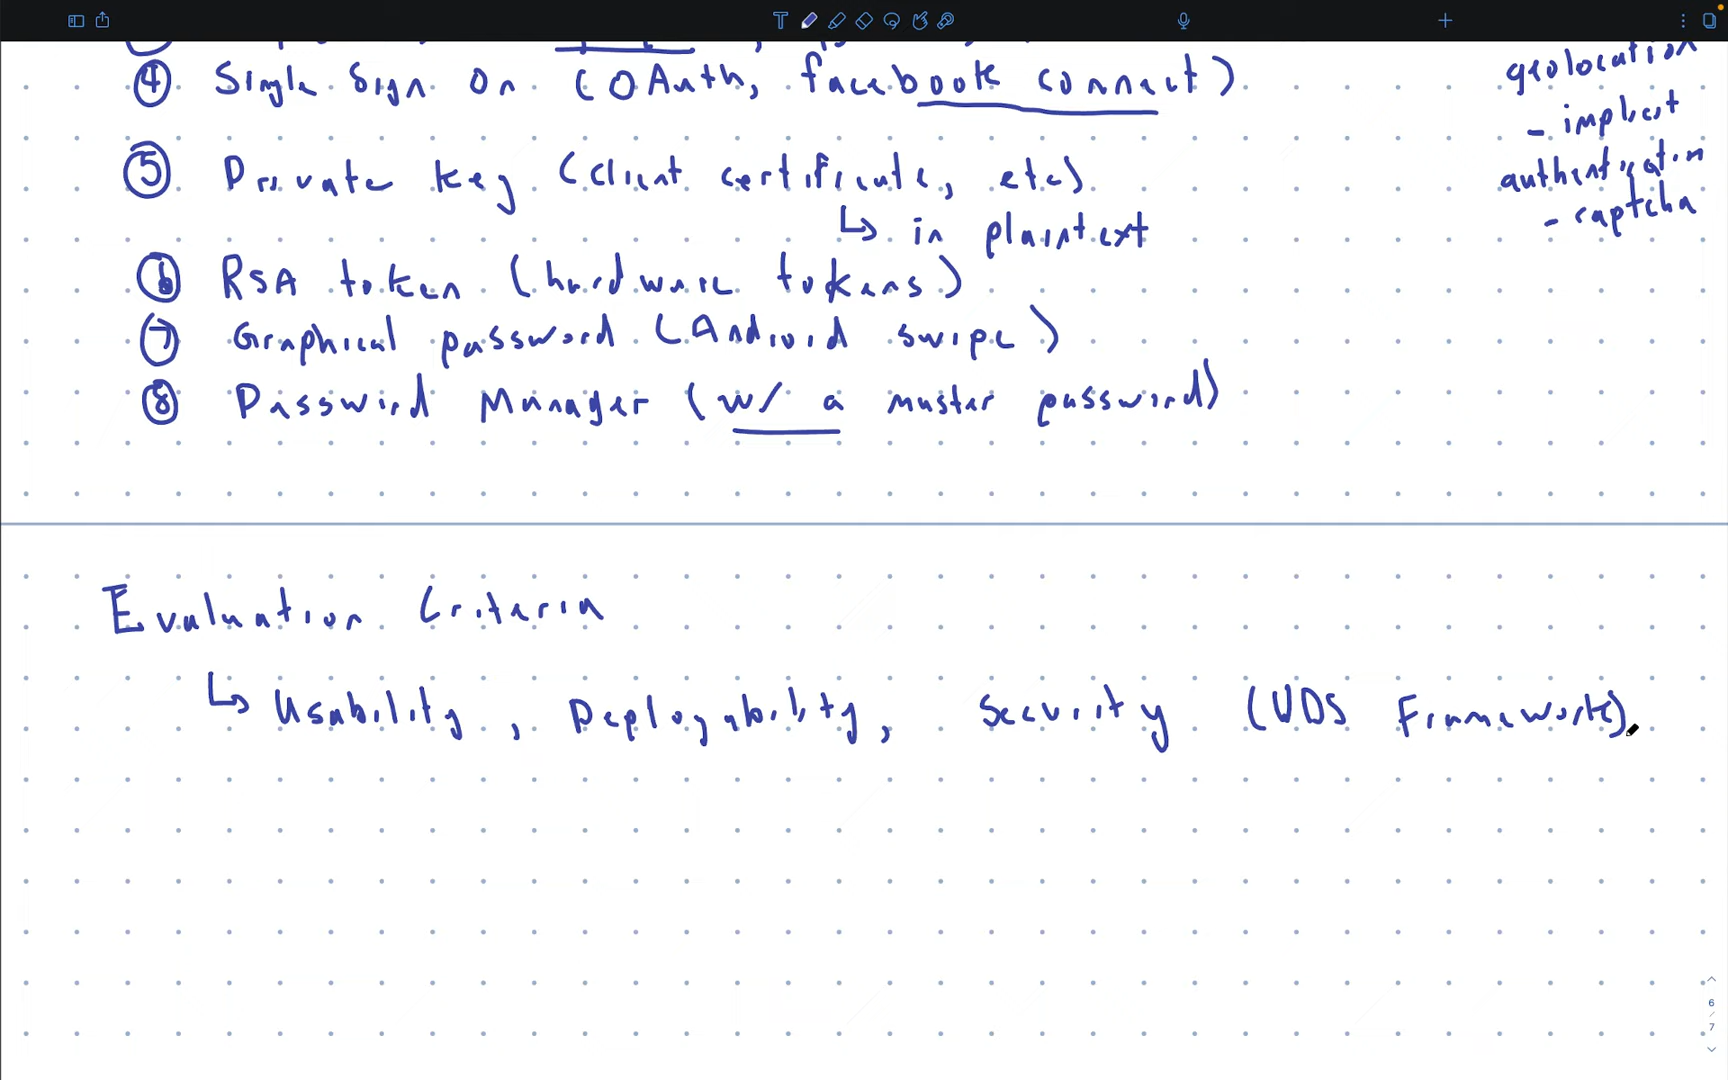 ④ Single Sign On (OAuth, facebook connect)
⑤ Private key (client certificate, etc)
↳ in plaintext
⑥ RSA token (hardware tokens)
⑦ Graphical password (Android swipe)
⑧ Password Manager (w/ a master password)
geolocation
- implicit
authentication
- captcha
Evaluation Criteria
↳ Usability, Deployability, Security (UDS Framework)
6
/
7